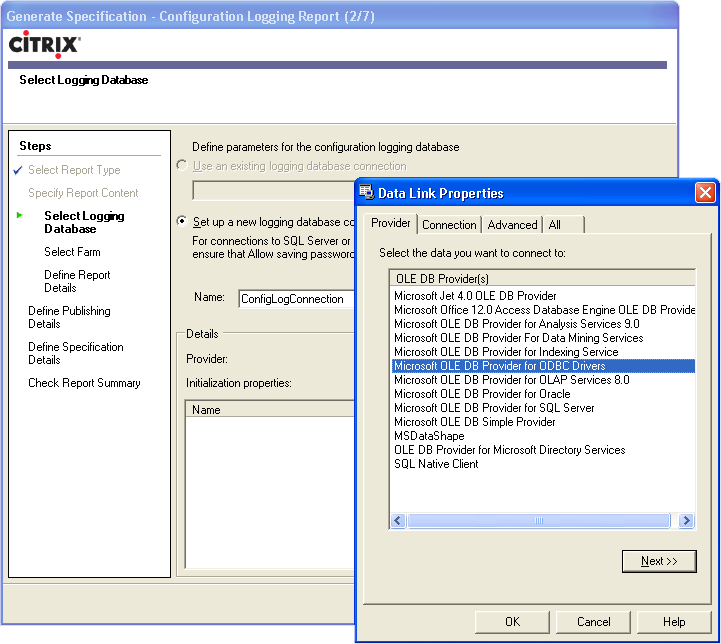 Generate Specification - Configuration Logging Report (2/7)
CITRIX
Select Logging Database
Steps
Select Report Type
Specify Report Content
Select Logging
Database
Select Farm
Define Report
Details
Define Publishing
Details
Define Specification
Details
Check Report Summary
Define parameters for the configuration logging database
Use an existing logging database connection
Set up a new logging database co
For connections to SQL Server or
ensure that Allow saving password
Name: ConfigLogConnection
Details
Provider:
Initialization properties:
Name
Data Link Properties
Provider Connection Advanced All
Select the data you want to connect to:
OLE DB Provider(s)
Microsoft Jet 4.0 OLE DB Provider
Microsoft Office 12.0 Access Database Engine OLE DB Provide
Microsoft OLE DB Provider for Analysis Services 9.0
Microsoft OLE DB Provider For Data Mining Services
Microsoft OLE DB Provider for Indexing Service
Microsoft OLE DB Provider for ODBC Drivers
Microsoft OLE DB Provider for OLAP Services 8.0
Microsoft OLE DB Provider for Oracle
Microsoft OLE DB Provider for SQL Server
Microsoft OLE DB Simple Provider
MSDataShape
OLE DB Provider for Microsoft Directory Services
SQL Native Client
Next >>
OK Cancel Help